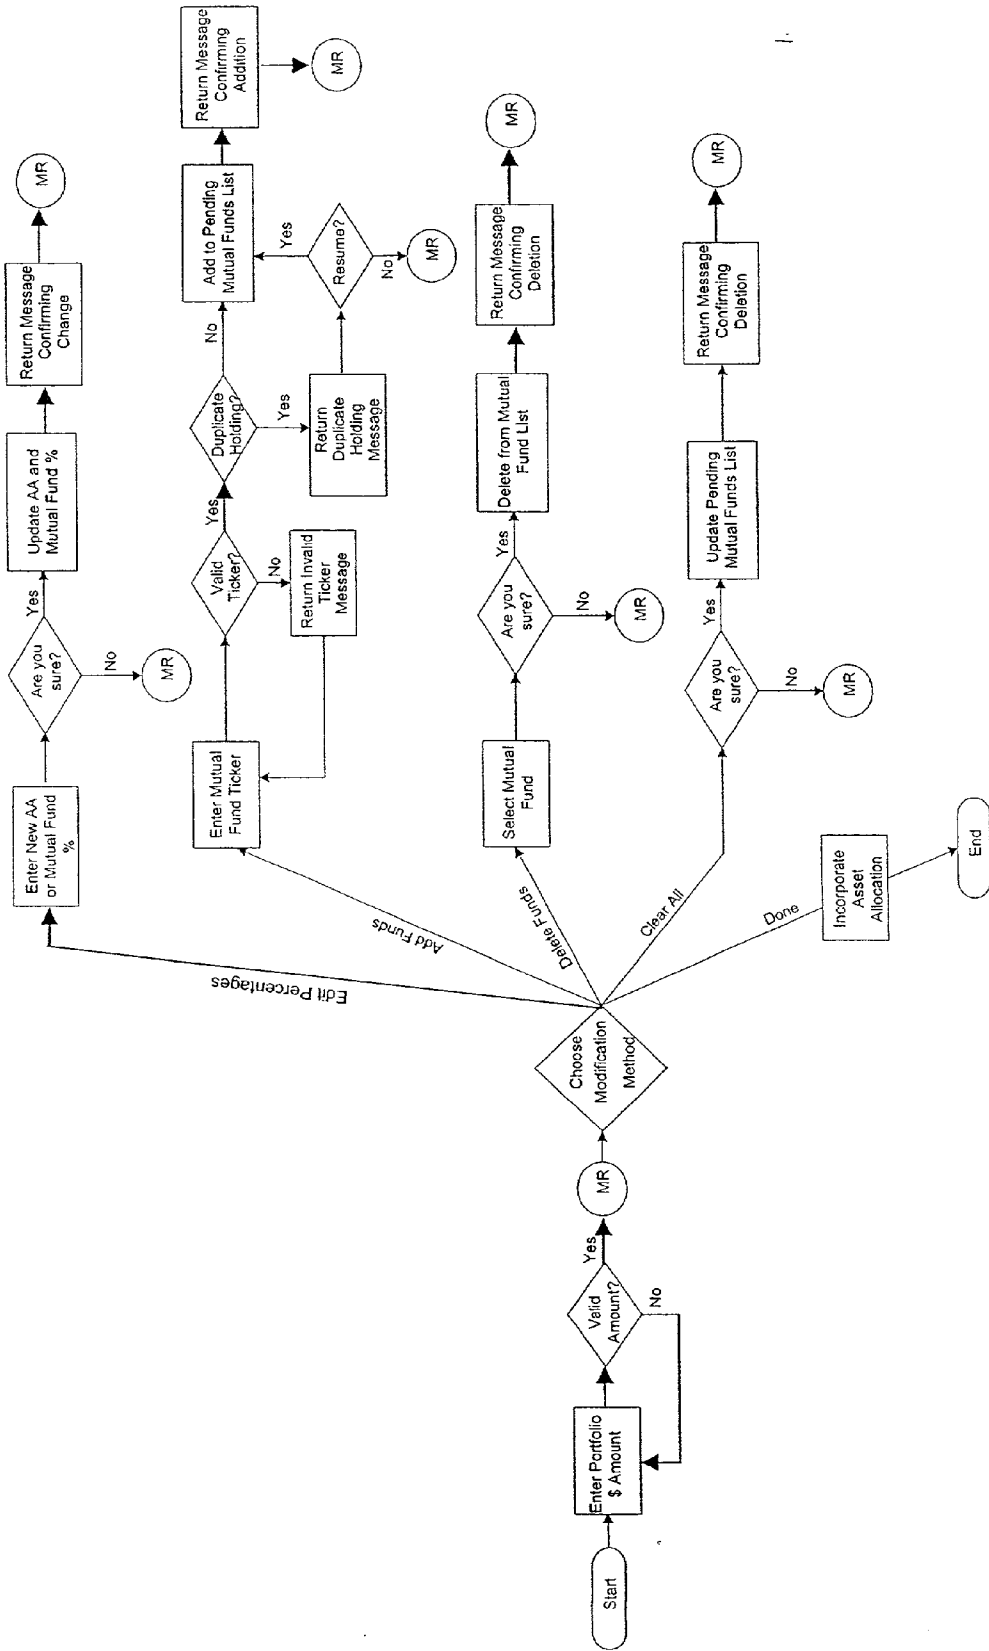 Start
Enter Portfolio
$ Amount
Valid
Amount?
Yes
No
MR
Choose
Modification
Method
Edit Percentages
Enter New AA
or Mutual Fund
%
Are you
sure?
Yes
No
MR
Update AA and
Mutual Fund %
Return Message
Confirming
Change
MR
Add Funds
Enter Mutual
Fund Ticker
Valid
Ticker?
Yes
No
Return Invalid
Ticker
Message
Duplicate
Holding?
No
Yes
Return
Duplicate
Holding
Message
Resume?
Yes
No
MR
Add to Pending
Mutual Funds List
Return Message
Confirming
Addition
MR
Delete Funds
Select Mutual
Fund
Are you
sure?
Yes
No
MR
Delete from Mutual
Fund List
Return Message
Confirming
Deletion
MR
Clear All
Are you
sure?
Yes
No
MR
Update Pending
Mutual Funds List
Return Message
Confirming
Deletion
MR
Done
Incorporate
Asset
Allocation
End